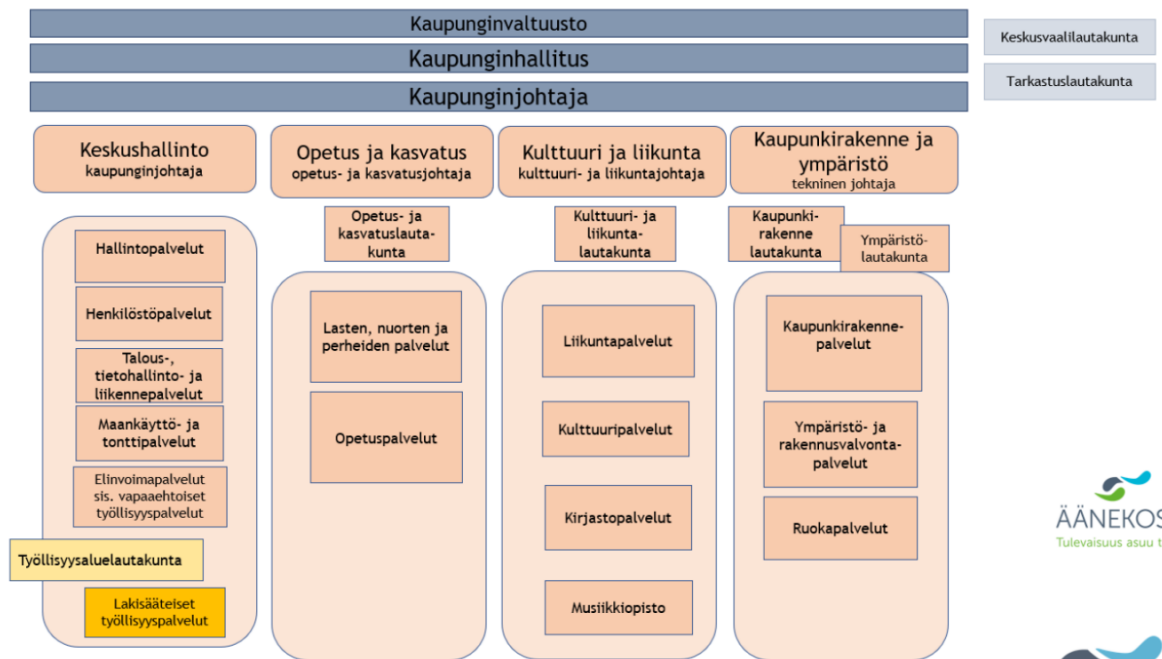 Kaupunginvaltuusto
Kaupunginhallitus
Kaupunginjohtaja
Keskusvaalilautakunta
Tarkastuslautakunta
Keskushallinto
kaupunginjohtaja
Opetus ja kasvatus
opetus- ja kasvatusjohtaja
Kulttuuri ja liikunta
kulttuuri- ja liikuntajohtaja
Kaupunkirakenne ja
ympäristö
tekninen johtaja
Opetus- ja
kasvatuslauta-
kunta
Kulttuuri- ja
liikunta-
lautakunta
Kaupunki-
rakenne
lautakunta
Ympäristö-
lautakunta
Hallintopalvelut
Henkilöstöpalvelut
Talous-,
tietohallinto- ja
liikennepalvelut
Maankäyttö- ja
tonttipalvelut
Elinvoimapalvelut
sis. vapaaehtoiset
työllisyyspalvelut
Työllisyysaluelautakunta
Lakisääteiset
työllisyyspalvelut
Lasten, nuorten ja
perheiden palvelut
Opetuspalvelut
Liikuntapalvelut
Kulttuuripalvelut
Kirjastopalvelut
Musiikkiopisto
Kaupunkirakenne-
palvelut
Ympäristö- ja
rakennusvalvonta-
palvelut
Ruokapalvelut
ÄÄNEKOS
Tulevaisuus asuu t